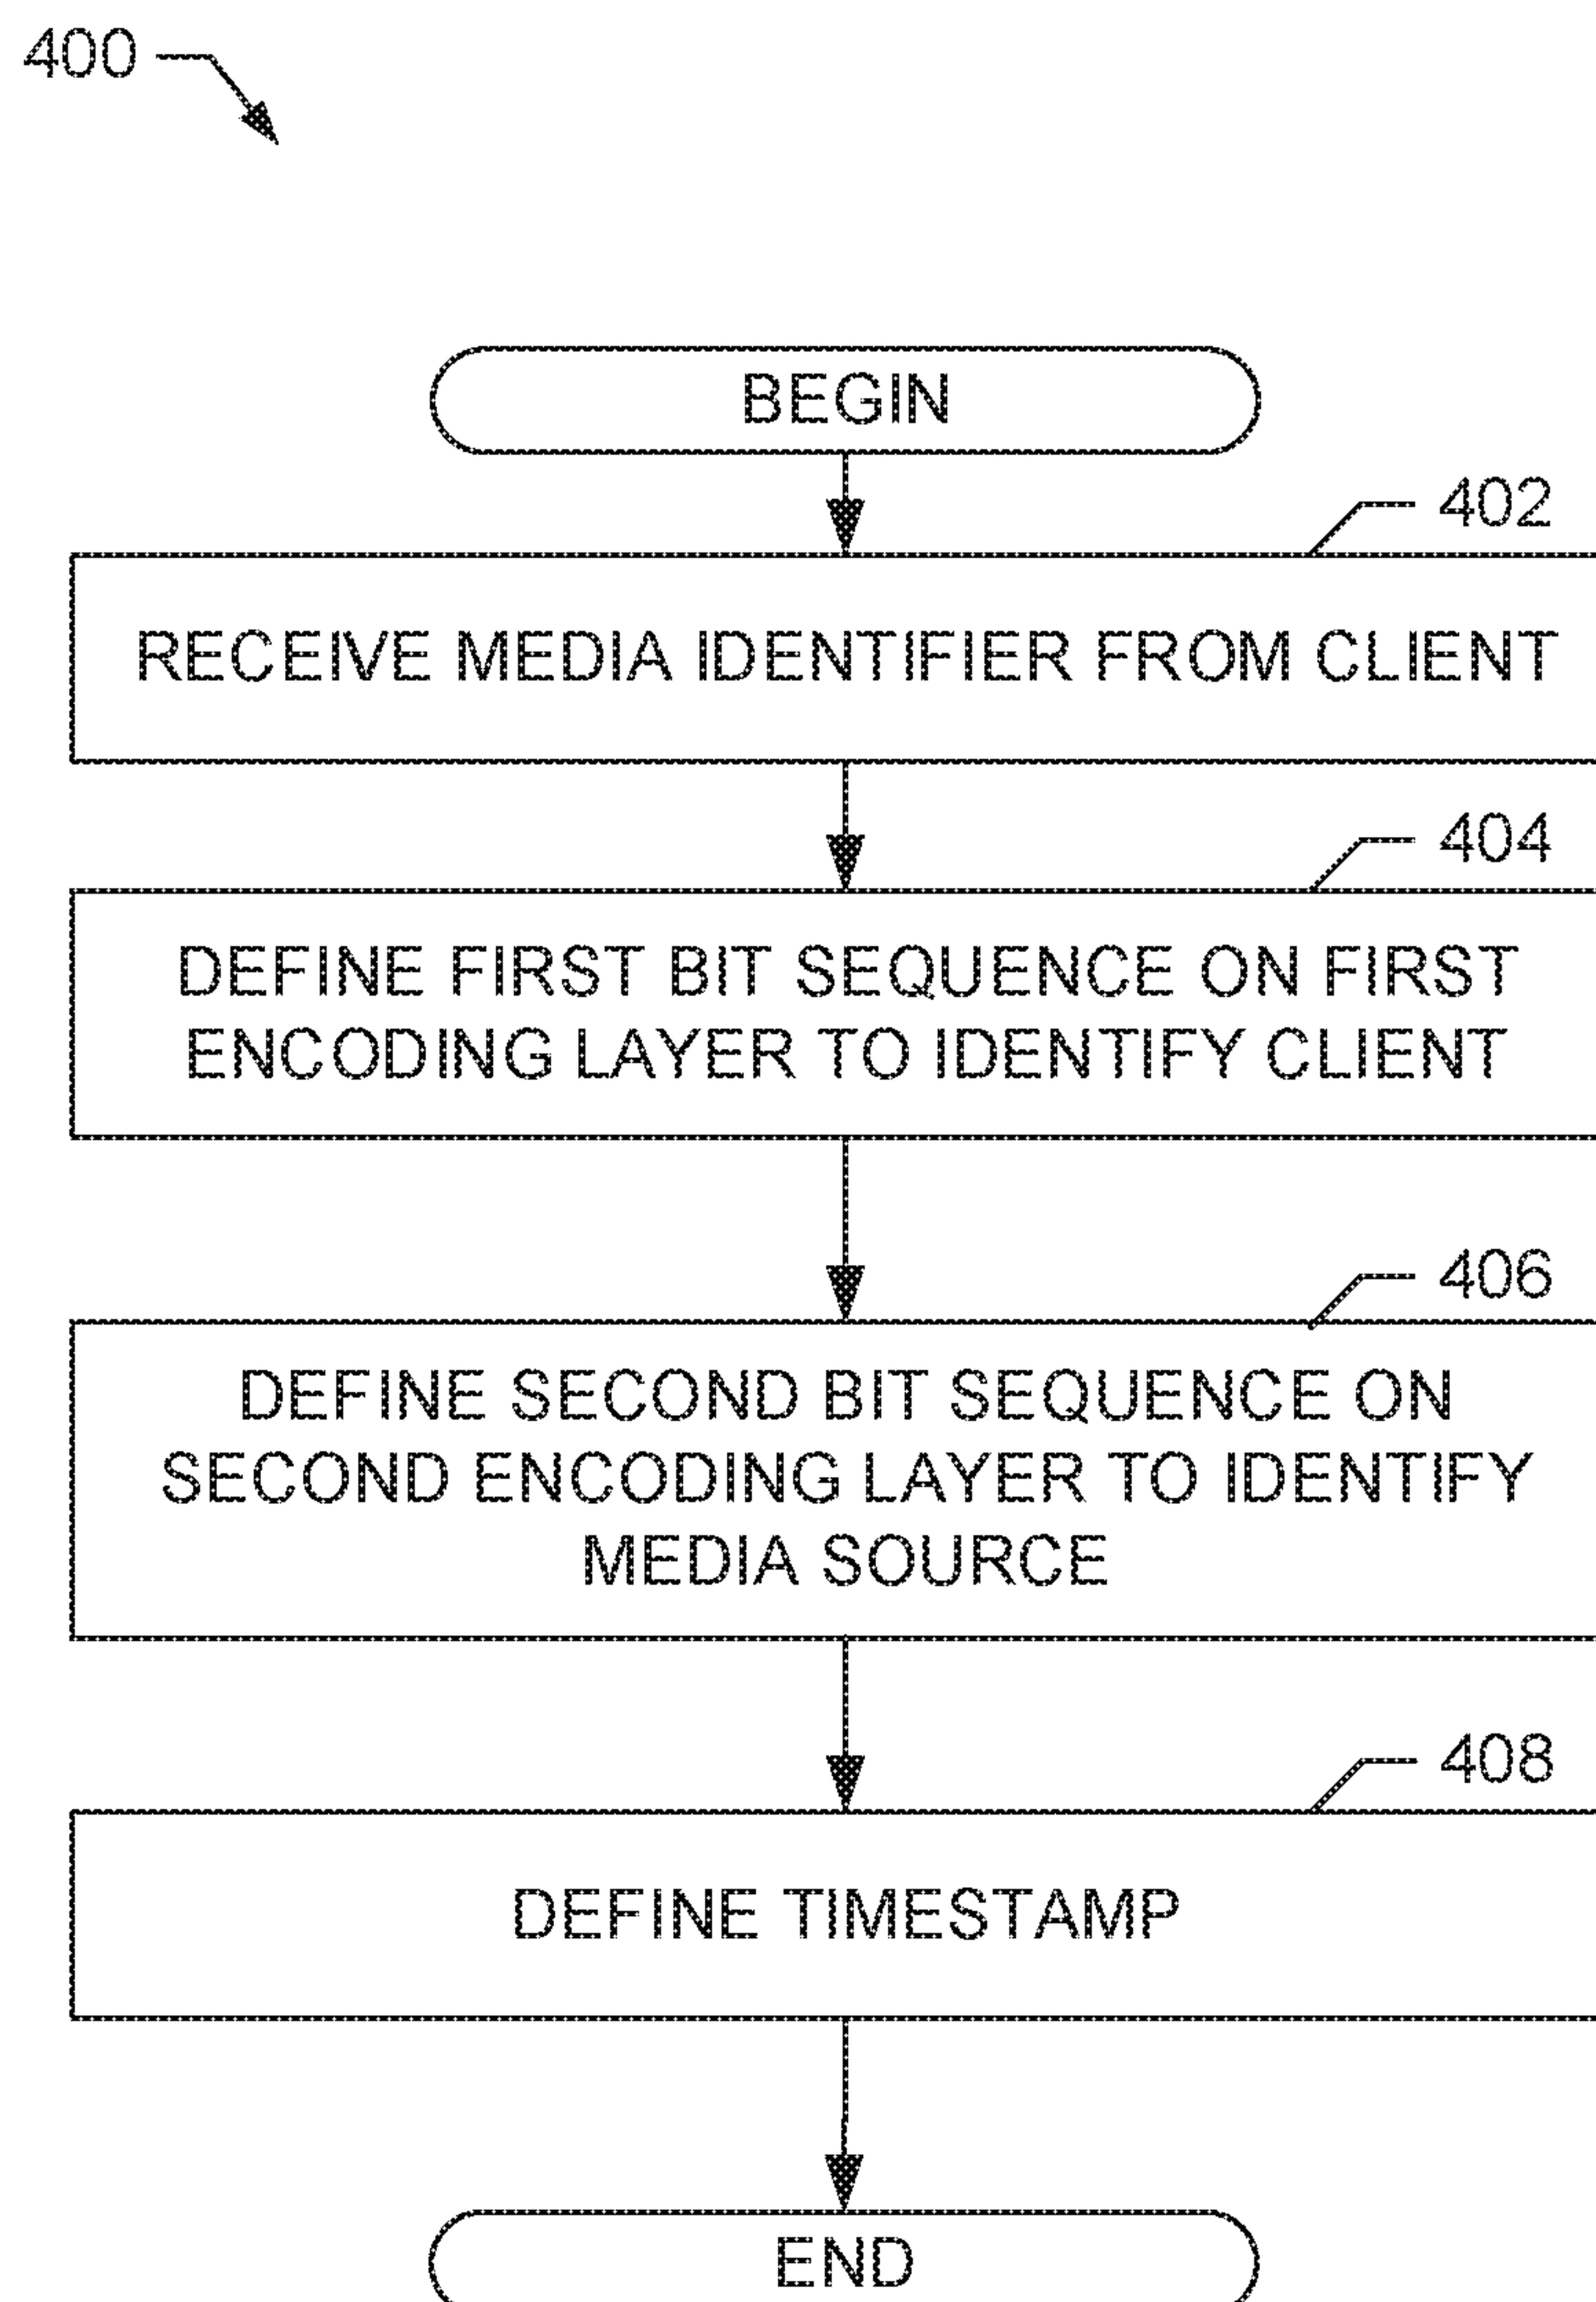 400
BEGIN
402
RECEIVE MEDIA IDENTIFIER FROM CLIENT
404
DEFINE FIRST BIT SEQUENCE ON FIRST
ENCODING LAYER TO IDENTIFY CLIENT
406
DEFINE SECOND BIT SEQUENCE ON
SECOND ENCODING LAYER TO IDENTIFY
MEDIA SOURCE
408
DEFINE TIMESTAMP
END